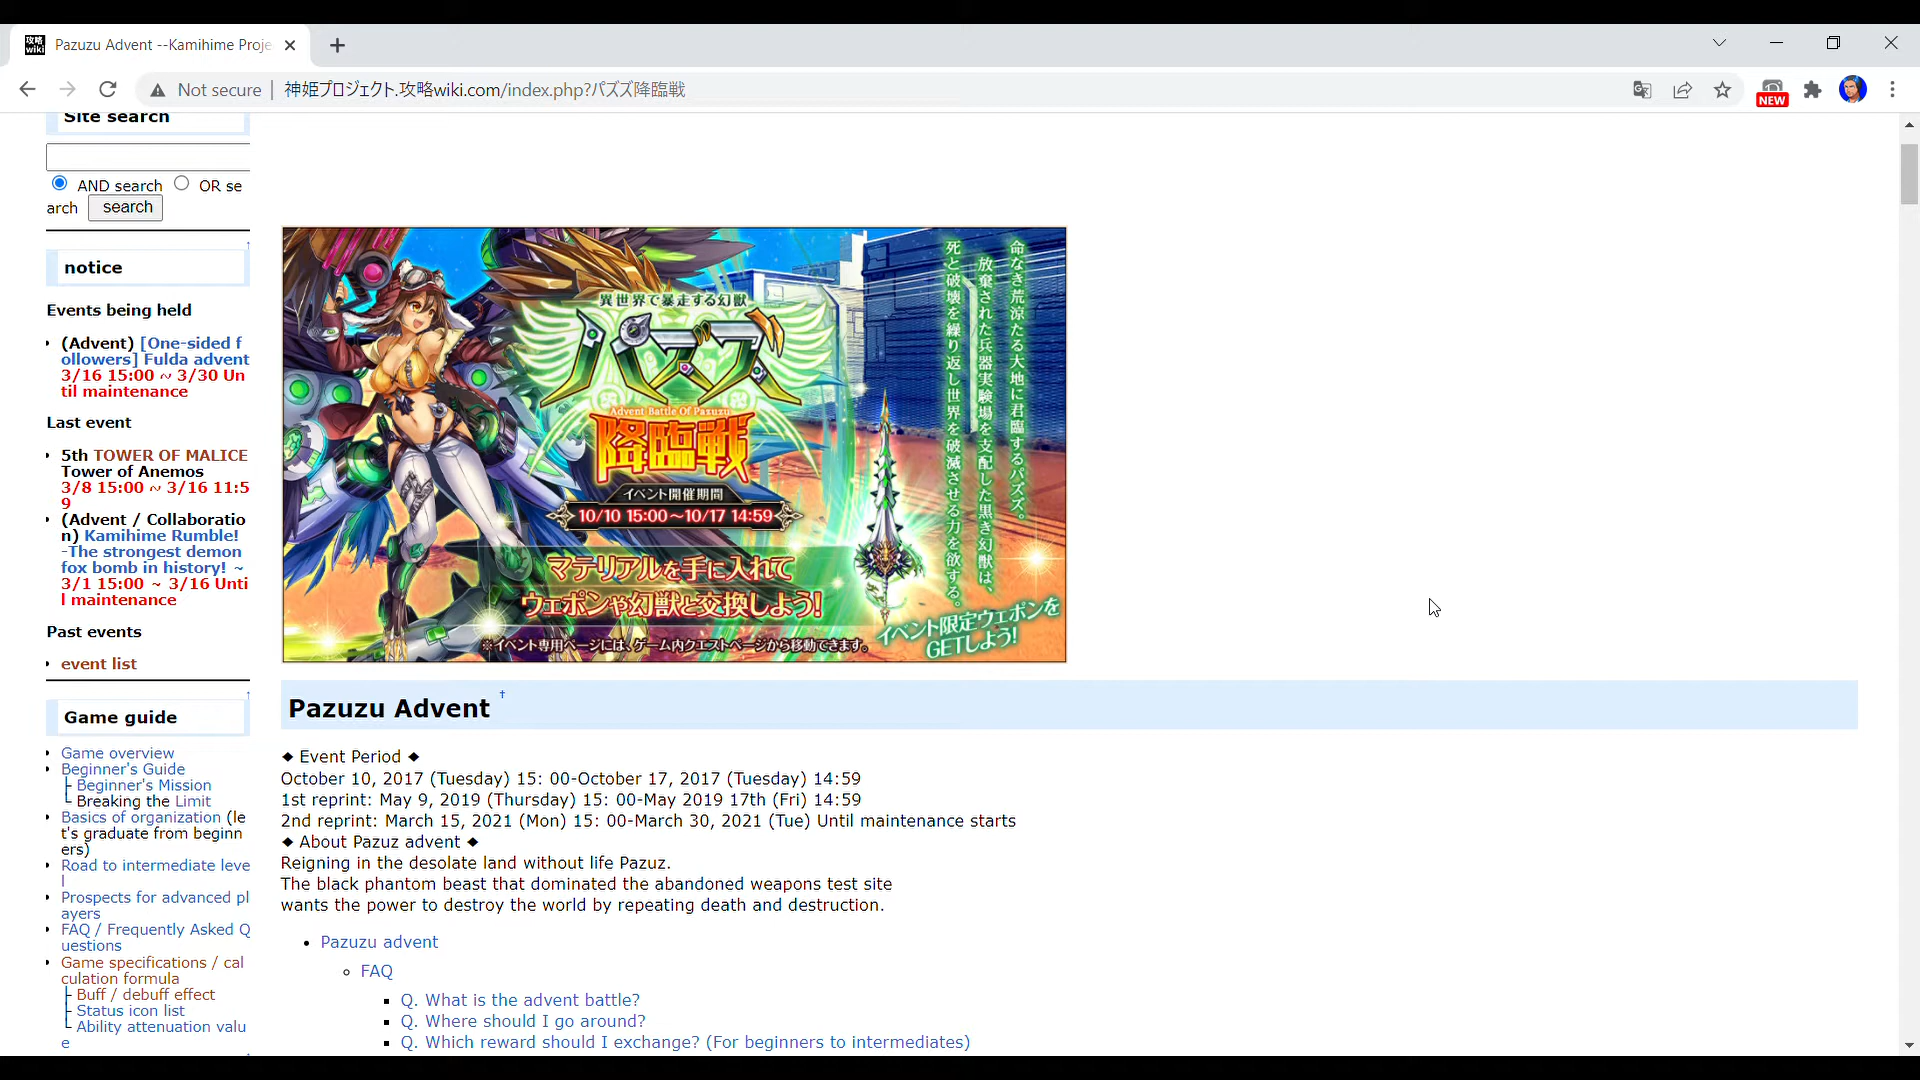 攻略
wiki
Pazuzu Advent --Kamihime Proje
Not secure
神姫プロジェクト.攻略wiki.com/index.php?パズズ降臨戦
NEW
Site search
AND search
OR se
arch
search
notice
Events being held
(Advent) [One-sided f
ollowers] Fulda advent
3/16 15:00 ~ 3/30 Un
til maintenance
Last event
5th TOWER OF MALICE
Tower of Anemos
3/8 15:00 ~ 3/16 11:5
9
(Advent / Collaboratio
n) Kamihime Rumble!
-The strongest demon
fox bomb in history! ~
3/1 15:00 ~ 3/16 Unti
l maintenance
Past events
event list
Game guide
Game overview
Beginner's Guide
├ Beginner's Mission
└ Breaking the Limit
Basics of organization (le
t's graduate from beginn
ers)
Road to intermediate leve
l
Prospects for advanced pl
ayers
FAQ / Frequently Asked Q
uestions
Game specifications / cal
culation formula
├ Buff / debuff effect
├ Status icon list
└ Ability attenuation valu
e
異世界で暴走する幻獣
パズズ
Advent Battle Of Pazuzu
降臨戦
イベント開催期間
10/10 15:00～10/17 14:59
マテリアルを手に入れて
ウェポンや幻獣と交換しよう!
※イベント専用ページには、ゲーム内クエストページから移動できます。
命なき荒涼たる大地に君臨するパズズ。
放棄された兵器実験場を支配した黒き幻獣は、
死と破壊を繰り返し世界を破滅させる力を欲する。
イベント限定ウェポンを
GETしよう!
Pazuzu Advent †
◆ Event Period ◆
October 10, 2017 (Tuesday) 15: 00-October 17, 2017 (Tuesday) 14:59
1st reprint: May 9, 2019 (Thursday) 15: 00-May 2019 17th (Fri) 14:59
2nd reprint: March 15, 2021 (Mon) 15: 00-March 30, 2021 (Tue) Until maintenance starts
◆ About Pazuz advent ◆
Reigning in the desolate land without life Pazuz.
The black phantom beast that dominated the abandoned weapons test site
wants the power to destroy the world by repeating death and destruction.
Pazuzu advent
FAQ
Q. What is the advent battle?
Q. Where should I go around?
Q. Which reward should I exchange? (For beginners to intermediates)